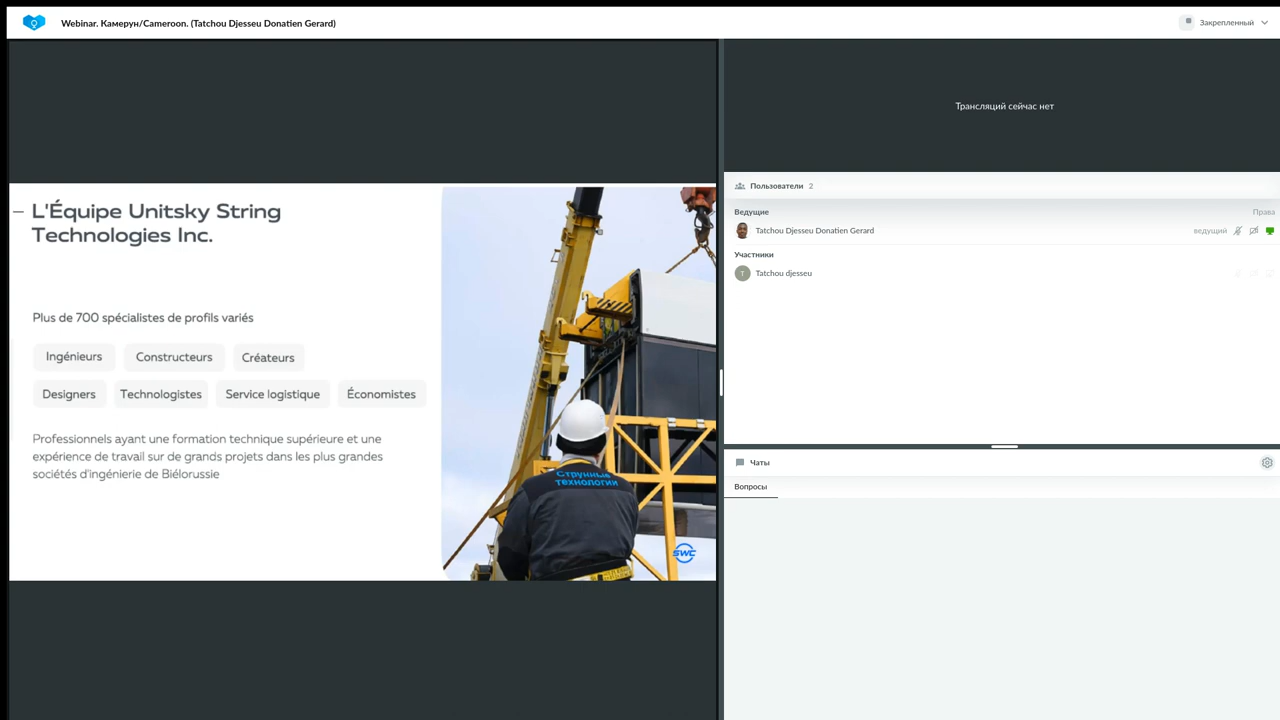 Webinar. Камерун/Cameroon. (Tatchou Djesseu Donatien Gerard)
Закрепленный
L'Équipe Unitsky String
Technologies Inc.
Plus de 700 spécialistes de profils variés
Ingénieurs
Constructeurs
Créateurs
Designers
Technologistes
Service logistique
Économistes
Professionnels ayant une formation technique supérieure et une
expérience de travail sur de grands projets dans les plus grandes
sociétés d'ingénierie de Biélorussie
Струнные
технологии
SWC
Трансляций сейчас нет
Пользователи 2
Ведущие
Права
Tatchou Djesseu Donatien Gerard
ведущий
Участники
T
Tatchou djesseu
Чаты
Вопросы